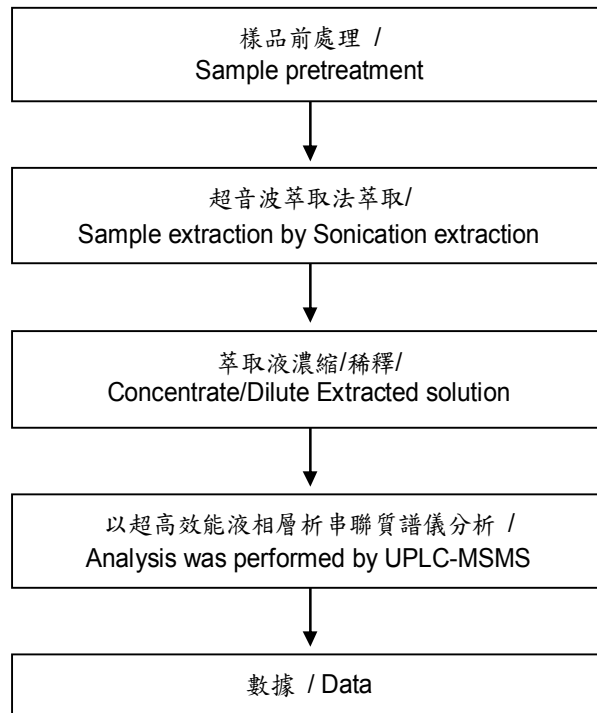 樣品前處理 /
Sample pretreatment
超音波萃取法萃取/
Sample extraction by Sonication extraction
萃取液濃縮/稀釋/
Concentrate/Dilute Extracted solution
以超高效能液相層析串聯質譜儀分析 /
Analysis was performed by UPLC-MSMS
數據 / Data